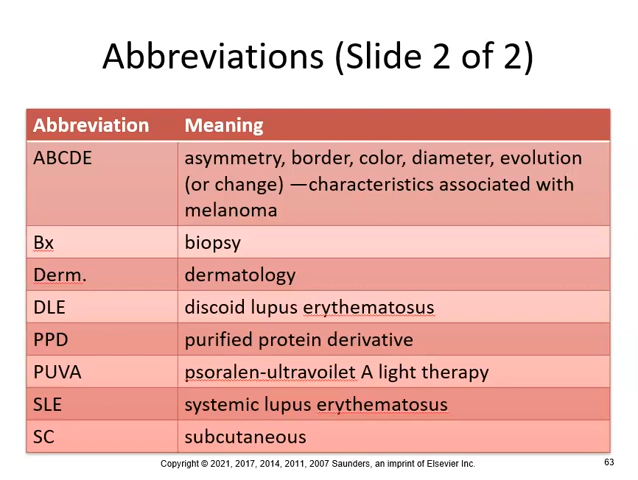 Abbreviations (Slide 2 of 2)
Abbreviation Meaning
ABCDE asymmetry, border, color, diameter, evolution
(or change) —characteristics associated with
melanoma
Bx biopsy
Derm. dermatology
DLE discoid lupus erythematosus
PPD purified protein derivative
PUVA psoralen-ultravoilet A light therapy
SLE systemic lupus erythematosus
SC subcutaneous
Copyright © 2021, 2017, 2014, 2011, 2007 Saunders, an imprint of Elsevier Inc. 63